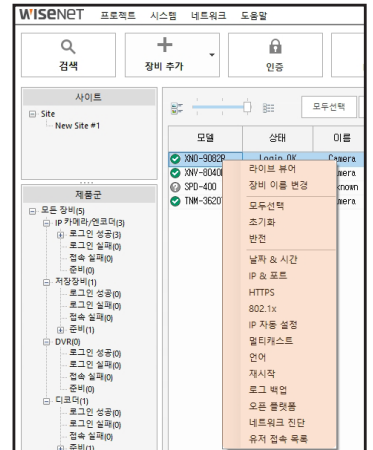 WISENET 프로젝트 시스템 네트워크 도움말
검색
장비 추가
인증
사이트
Site
New Site #1
제품군
모든 장비(5)
IP 카메라/엔코더(3)
로그인 성공(3)
로그인 실패(0)
접속 실패(0)
준비(0)
저장장비(1)
로그인 성공(0)
로그인 실패(0)
접속 실패(0)
준비(1)
DVR(0)
로그인 성공(0)
로그인 실패(0)
접속 실패(0)
준비(0)
디코더(1)
로그인 성공(0)
로그인 실패(0)
접속 실패(0)
준비(1)
모두선택
모델 상태 이름
XND-9082R Login OK Camera
XNV-8040R mera
SPD-400 known
TNM-3620 mera
라이브 뷰어
장비 이름 변경
모두선택
초기화
반전
날짜 & 시간
IP & 포트
HTTPS
802.1x
IP 자동 설정
멀티캐스트
언어
재시작
로그 백업
오픈 플랫폼
네트워크 진단
유저 접속 목록